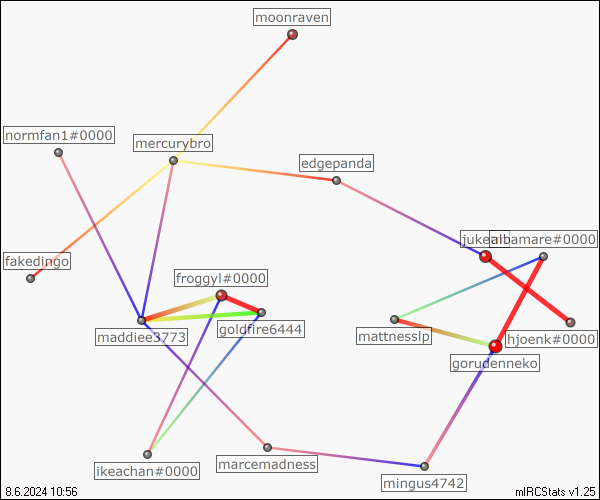 moonraven
normfan1#0000
mercurybro
edgepanda
albamare#0000
fakedingo
froggyl#0000
goldfire6444
maddiee3773
mattnesslp
hjoenk#0000
gorudenneko
ikeachan#0000
marcemadness
mingus4742
8.6.2024 10:56
mIRCStats v1.25